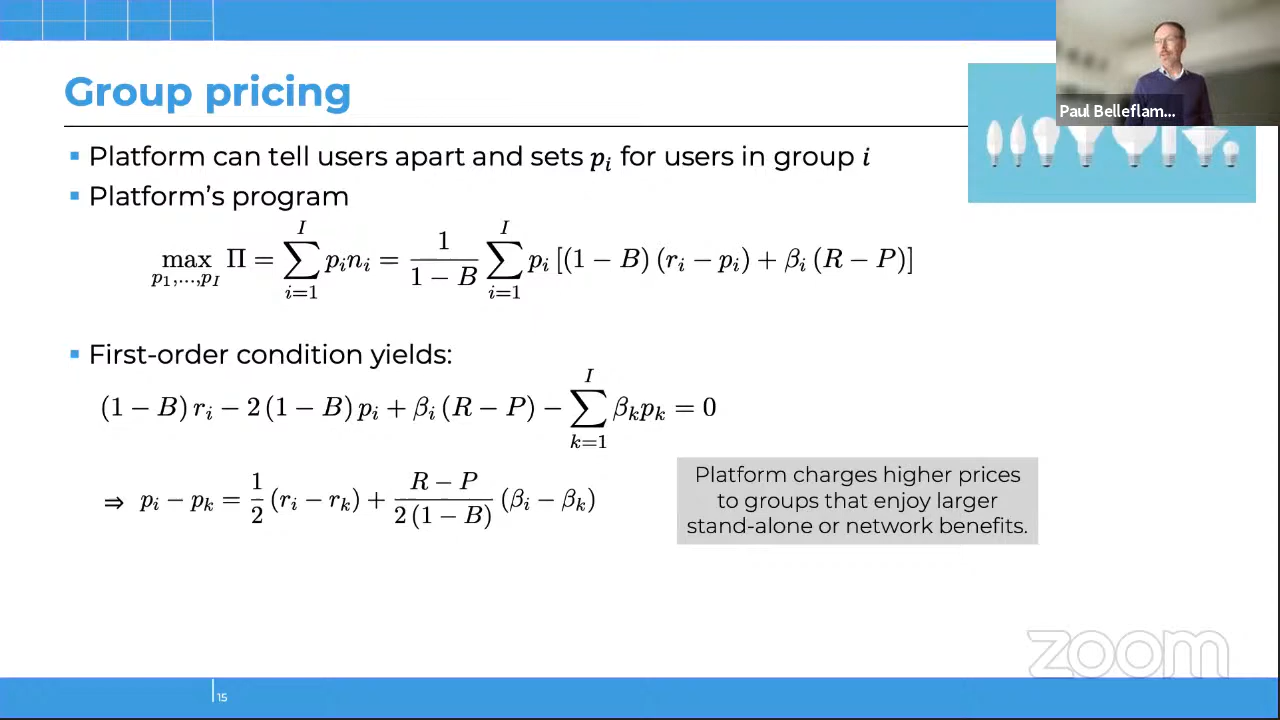 Paul Belleflam...
Group pricing
▪ Platform can tell users apart and sets p_i for users in group i
▪ Platform's program
max_{p_1,...,p_I} Π = ∑_{i=1}^{I} p_i n_i = \frac{1}{1 − B} ∑_{i=1}^{I} p_i [(1 − B) (r_i − p_i) + β_i (R − P)]
▪ First-order condition yields:
(1 − B) r_i − 2 (1 − B) p_i + β_i (R − P) − ∑_{k=1}^{I} β_k p_k = 0
⇒ p_i − p_k = \frac{1}{2} (r_i − r_k) + \frac{R − P}{2 (1 − B)} (β_i − β_k)
Platform charges higher prices
to groups that enjoy larger
stand-alone or network benefits.
zoom
15